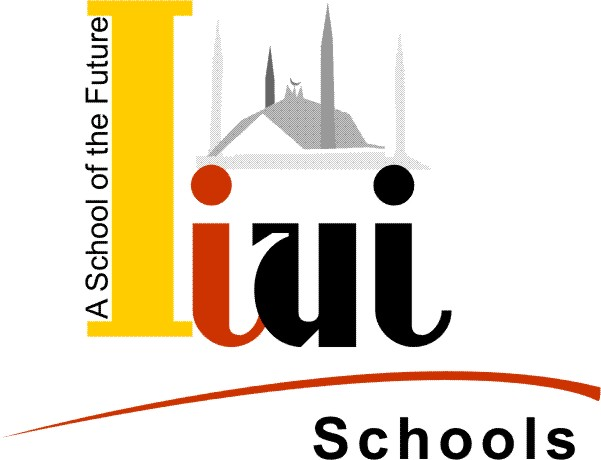 A School of the Future
Iiui
Schools